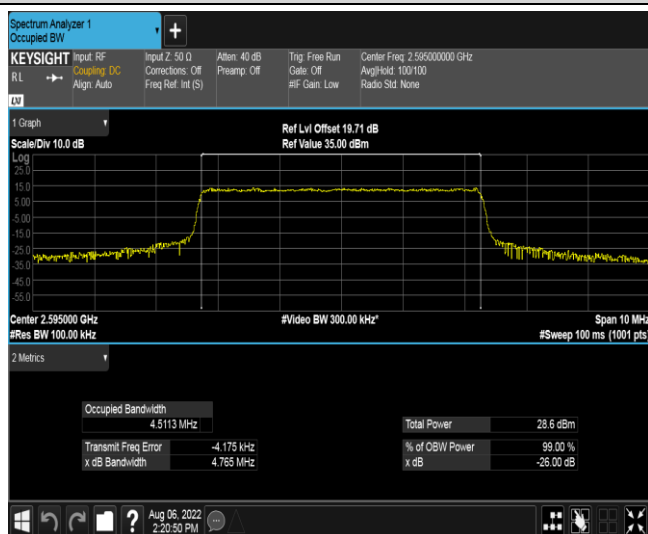 Spectrum Analyzer 1
Occupied BW
+
KEYSIGHT
RL
LXI
Input: RF
Coupling: DC
Align: Auto
Input Z: 50 Ω
Corrections: Off
Freq Ref: Int (S)
Atten: 40 dB
Preamp: Off
Trig: Free Run
Gate: Off
#IF Gain: Low
Center Freq: 2.595000000 GHz
Avg|Hold: 100/100
Radio Std: None
1 Graph
Scale/Div 10.0 dB
Ref Lvl Offset 19.71 dB
Ref Value 35.00 dBm
Log
25.0
15.0
5.00
-5.00
-15.0
-25.0
-35.0
-45.0
-55.0
Center 2.595000 GHz
#Res BW 100.00 kHz
#Video BW 300.00 kHz*
Span 10 MHz
#Sweep 100 ms (1001 pts)
2 Metrics
Occupied Bandwidth
4.5113 MHz
Transmit Freq Error -4.175 kHz
x dB Bandwidth 4.765 MHz
Total Power 28.6 dBm
% of OBW Power 99.00 %
x dB -26.00 dB
?
Aug 06, 2022
2:20:50 PM